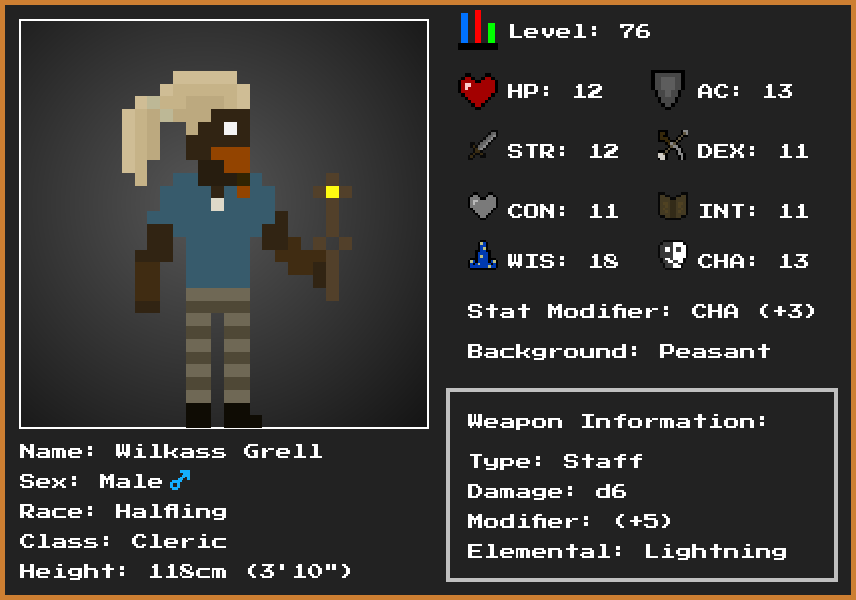 Level: 76
HP: 12
AC: 13
STR: 12
DEX: 11
CON: 11
INT: 11
WIS: 18
CHA: 13
Stat Modifier: CHA (+3)
Background: Peasant
Weapon Information:
Type: Staff
Damage: d6
Modifier: (+5)
Elemental: Lightning
Name: Wilkass Grell
Sex: Male♂
Race: Halfling
Class: Cleric
Height: 118cm (3'10")